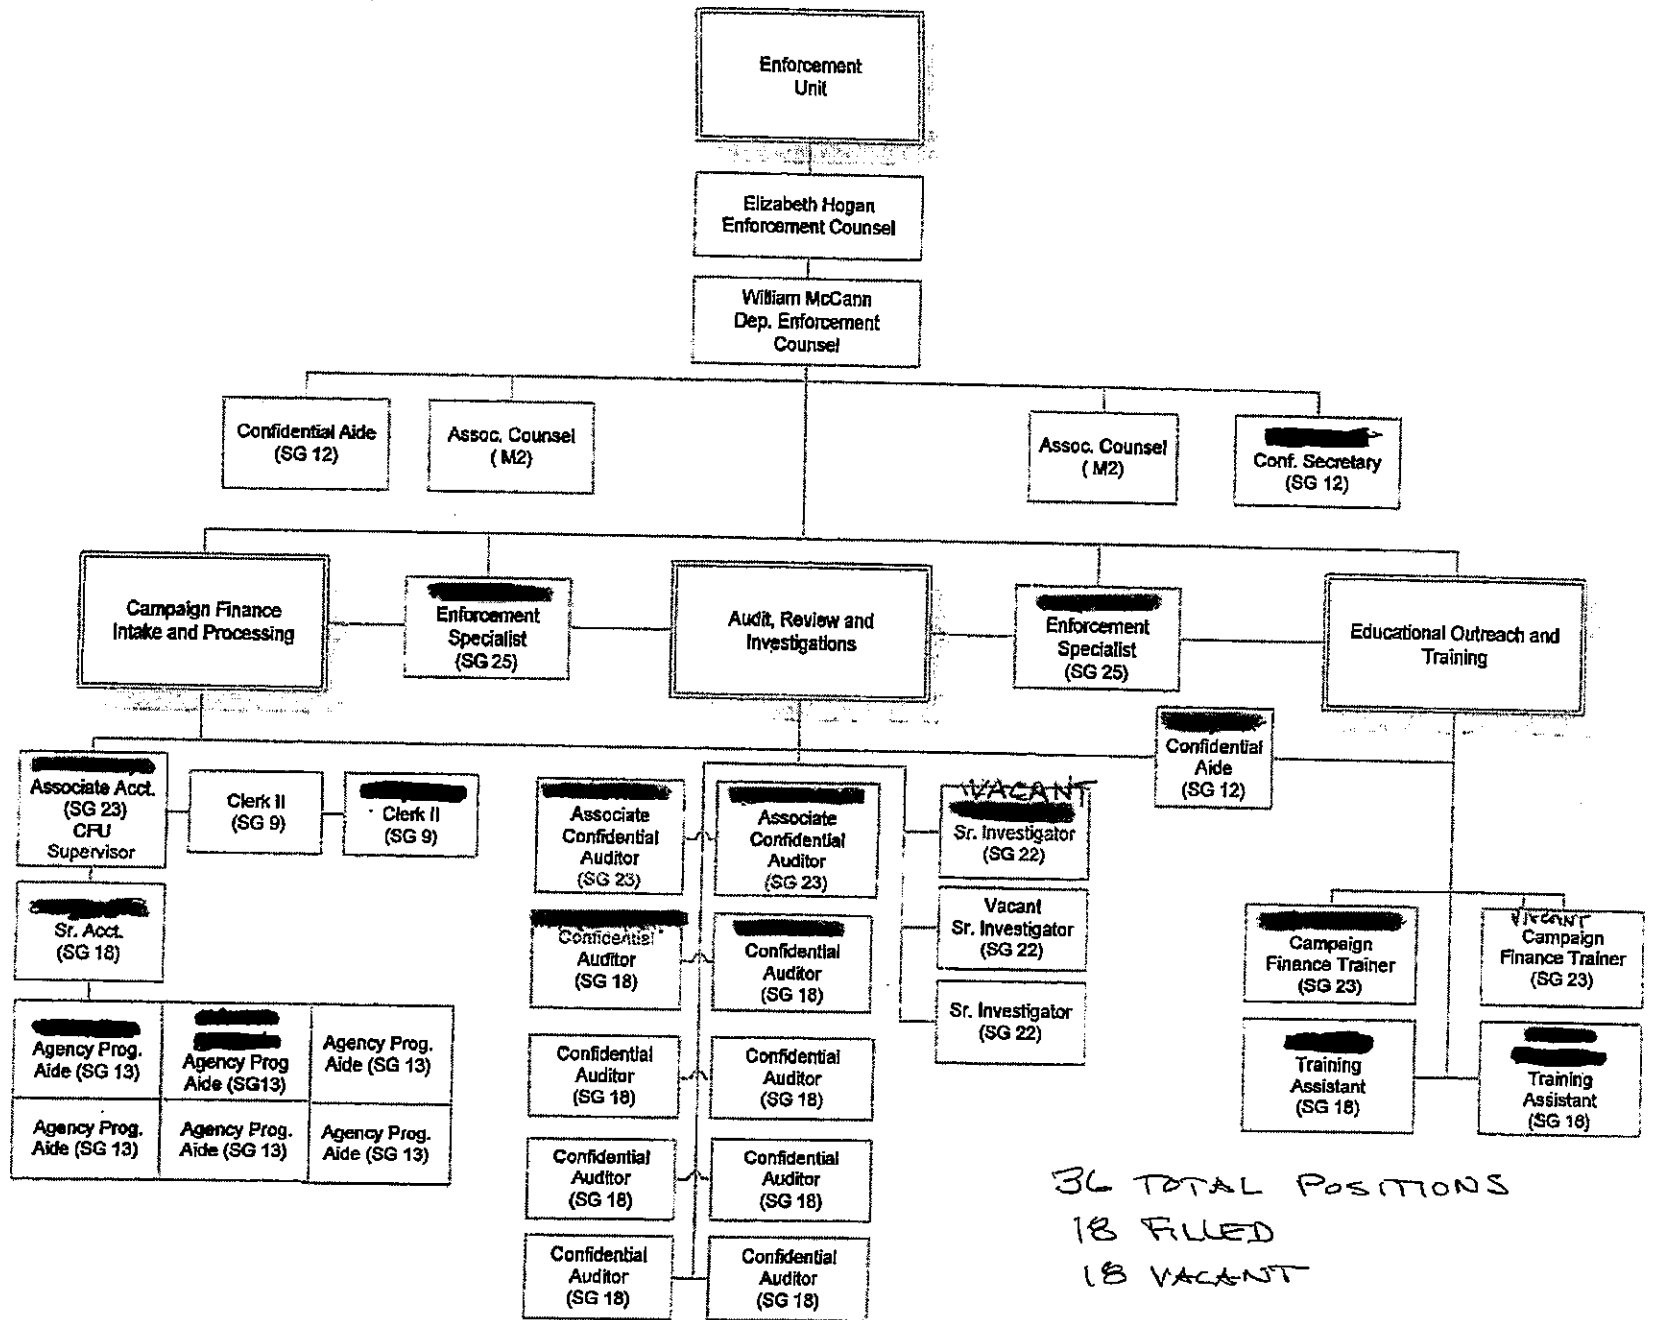 Enforcement
Unit
Elizabeth Hogan
Enforcement Counsel
William McCann
Dep. Enforcement
Counsel
Confidential Aide
(SG 12)
Assoc. Counsel
( M2)
Assoc. Counsel
( M2)
Conf. Secretary
(SG 12)
Campaign Finance
Intake and Processing
Enforcement
Specialist
(SG 25)
Audit, Review and
Investigations
Enforcement
Specialist
(SG 25)
Educational Outreach and
Training
Confidential
Aide
(SG 12)
Associate Acct.
(SG 23)
CFU
Supervisor
Clerk II
(SG 9)
Clerk II
(SG 9)
Sr. Acct.
(SG 18)
Agency Prog.
Aide (SG 13)
Agency Prog
Aide (SG13)
Agency Prog.
Aide (SG 13)
Agency Prog.
Aide (SG 13)
Agency Prog.
Aide (SG 13)
Agency Prog.
Aide (SG 13)
Associate
Confidential
Auditor
(SG 23)
Associate
Confidential
Auditor
(SG 23)
Confidential
Auditor
(SG 18)
Confidential
Auditor
(SG 18)
Confidential
Auditor
(SG 18)
Confidential
Auditor
(SG 18)
Confidential
Auditor
(SG 18)
Confidential
Auditor
(SG 18)
Confidential
Auditor
(SG 18)
Confidential
Auditor
(SG 18)
VACANT
Sr. Investigator
(SG 22)
Vacant
Sr. Investigator
(SG 22)
Sr. Investigator
(SG 22)
Campaign
Finance Trainer
(SG 23)
VACANT
Campaign
Finance Trainer
(SG 23)
Training
Assistant
(SG 18)
Training
Assistant
(SG 18)
36 TOTAL POSITIONS
18 FILLED
18 VACANT